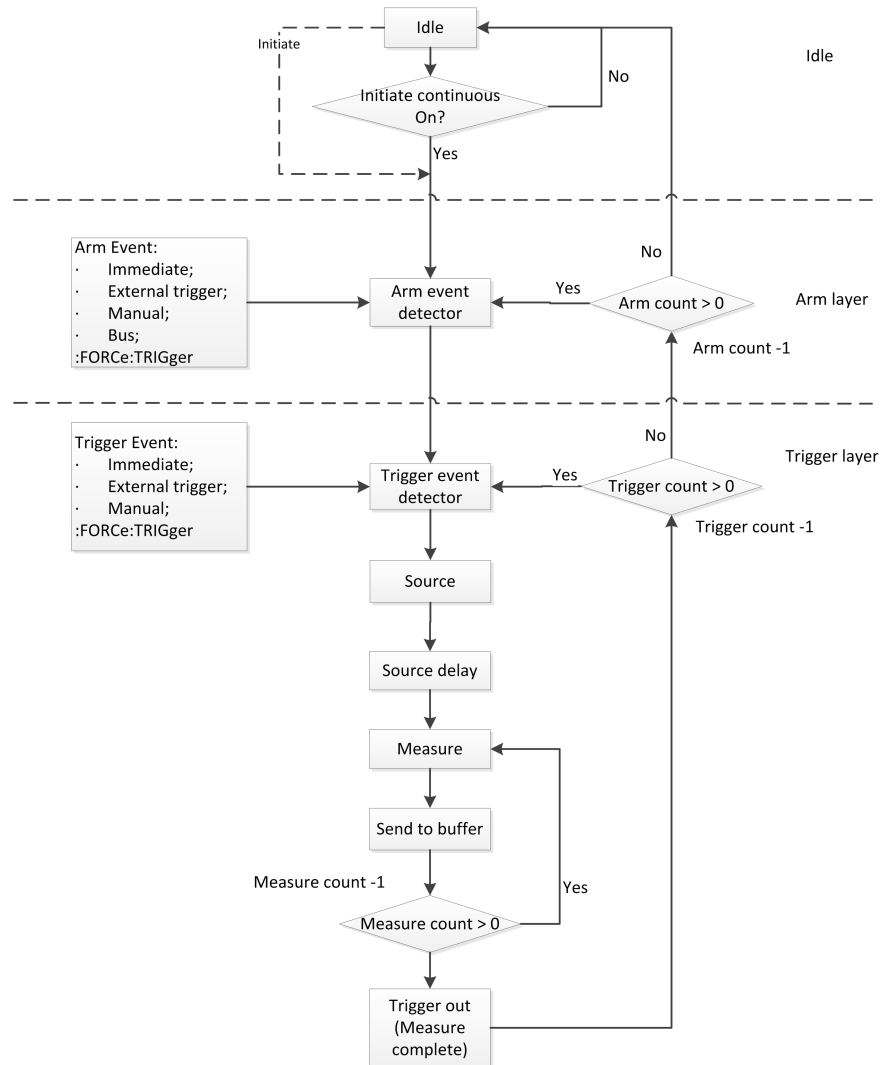 Idle
Initiate
Idle
No
Initiate continuous
On?
Yes
No
Arm Event:
· Immediate;
· External trigger;
· Manual;
· Bus;
:FORCe:TRIGger
Arm event
detector
Yes
Arm count > 0
Arm layer
Arm count -1
No
Trigger Event:
· Immediate;
· External trigger;
· Manual;
:FORCe:TRIGger
Trigger event
detector
Yes
Trigger count > 0
Trigger layer
Trigger count -1
Source
Source delay
Measure
Send to buffer
Measure count -1
Yes
Measure count > 0
Trigger out
(Measure
complete)